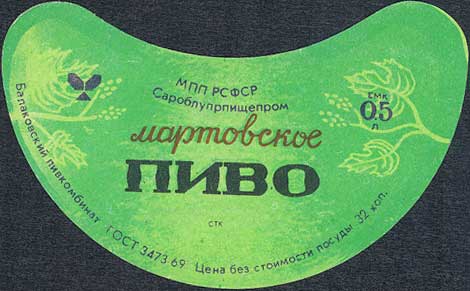 МПП РСФСР
Сароблупрпищепром
мартовское
ПИВО
емк
0,5
л
стк
Балаковский пивкомбинат ГОСТ 3473-69 Цена без стоимости посуды 32 коп.